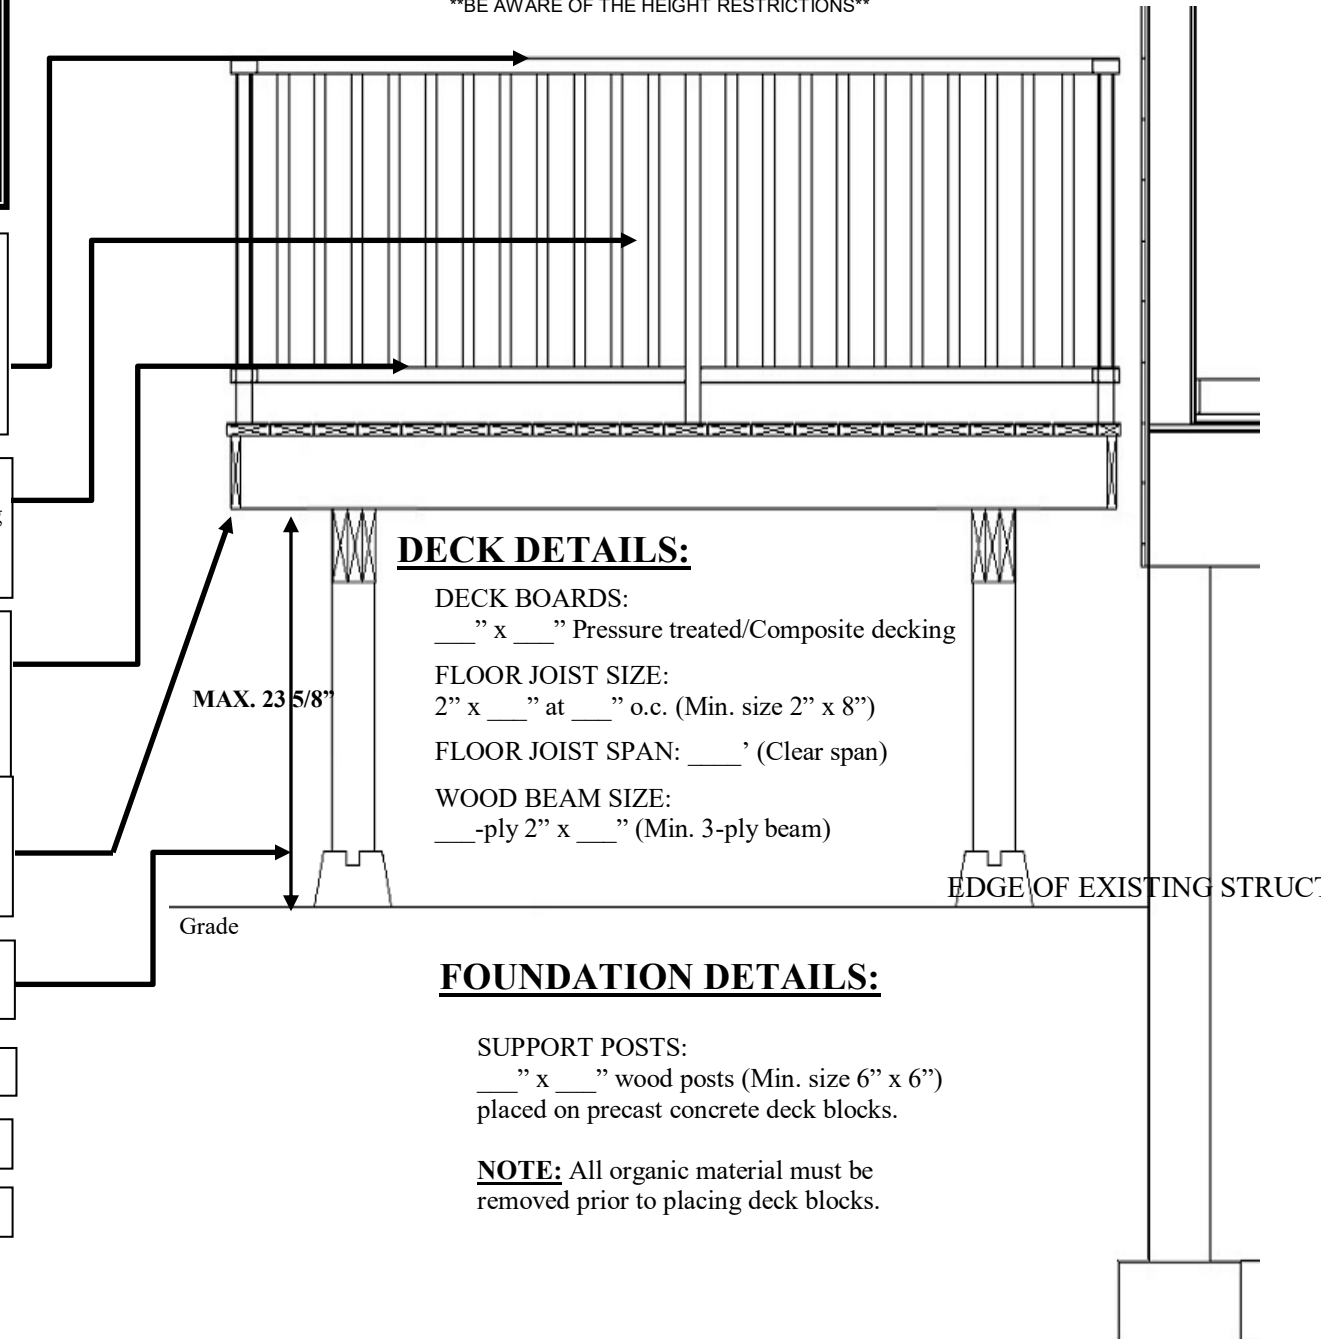 **BE AWARE OF THE HEIGHT RESTRICTIONS**
DECK DETAILS:
DECK BOARDS:
___” x ___” Pressure treated/Composite decking
FLOOR JOIST SIZE:
2” x ___” at ___” o.c. (Min. size 2” x 8”)
MAX. 23 5/8”
FLOOR JOIST SPAN: ____’ (Clear span)
WOOD BEAM SIZE:
___-ply 2” x ___” (Min. 3-ply beam)
EDGE OF EXISTING STRUCT
Grade
FOUNDATION DETAILS:
SUPPORT POSTS:
___” x ___” wood posts (Min. size 6” x 6”)
placed on precast concrete deck blocks.
NOTE: All organic material must be
removed prior to placing deck blocks.